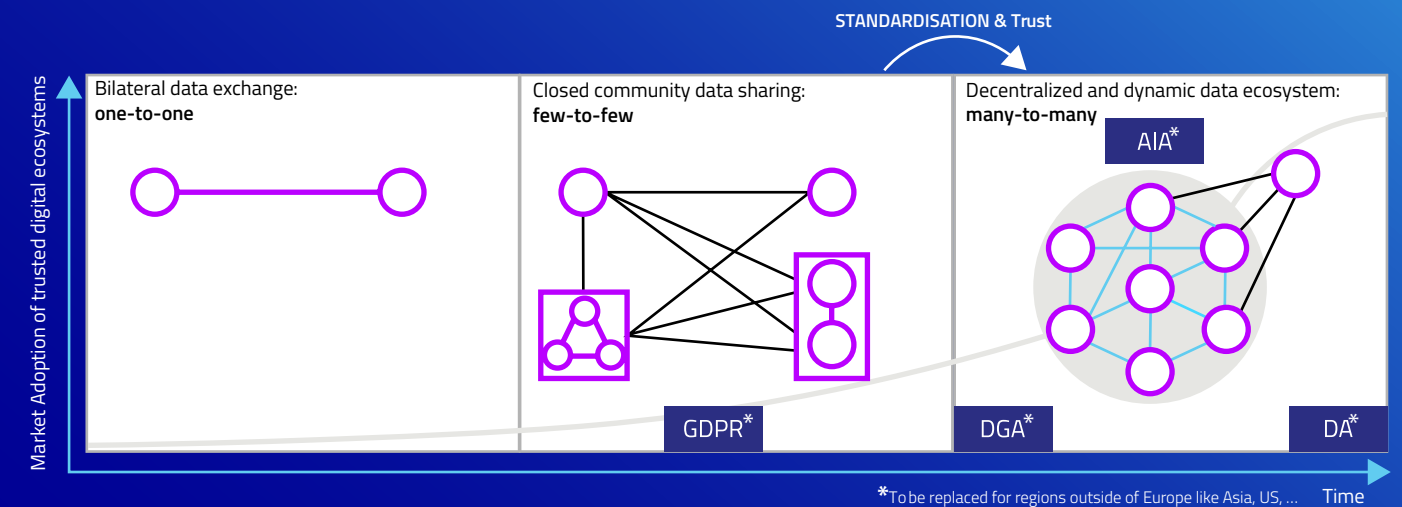 STANDARDISATION & Trust
Market Adoption of trusted digital ecosystems
Bilateral data exchange:
one-to-one
Closed community data sharing:
few-to-few
Decentralized and dynamic data ecosystem:
many-to-many
AIA*
GDPR*
DGA*
DA*
*To be replaced for regions outside of Europe like Asia, US, ...
Time